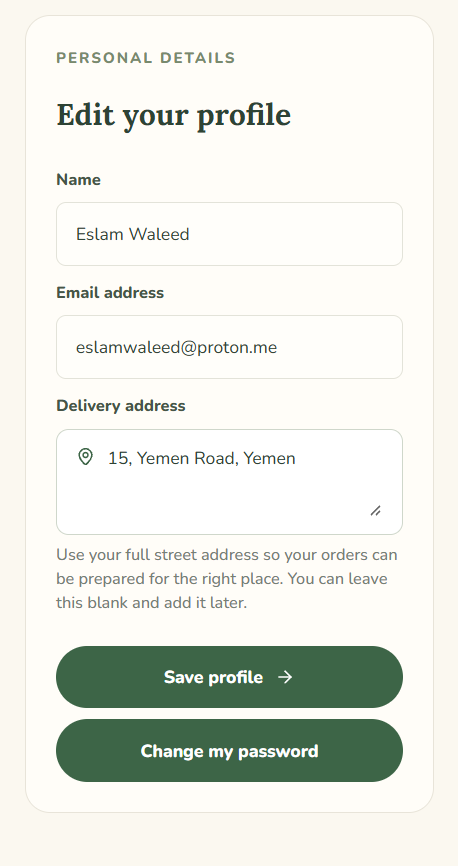 PERSONAL DETAILS
Edit your profile
Name
Eslam Waleed
Email address
eslamwaleed@proton.me
Delivery address
15, Yemen Road, Yemen
Use your full street address so your orders can
be prepared for the right place. You can leave
this blank and add it later.
Save profile →
Change my password